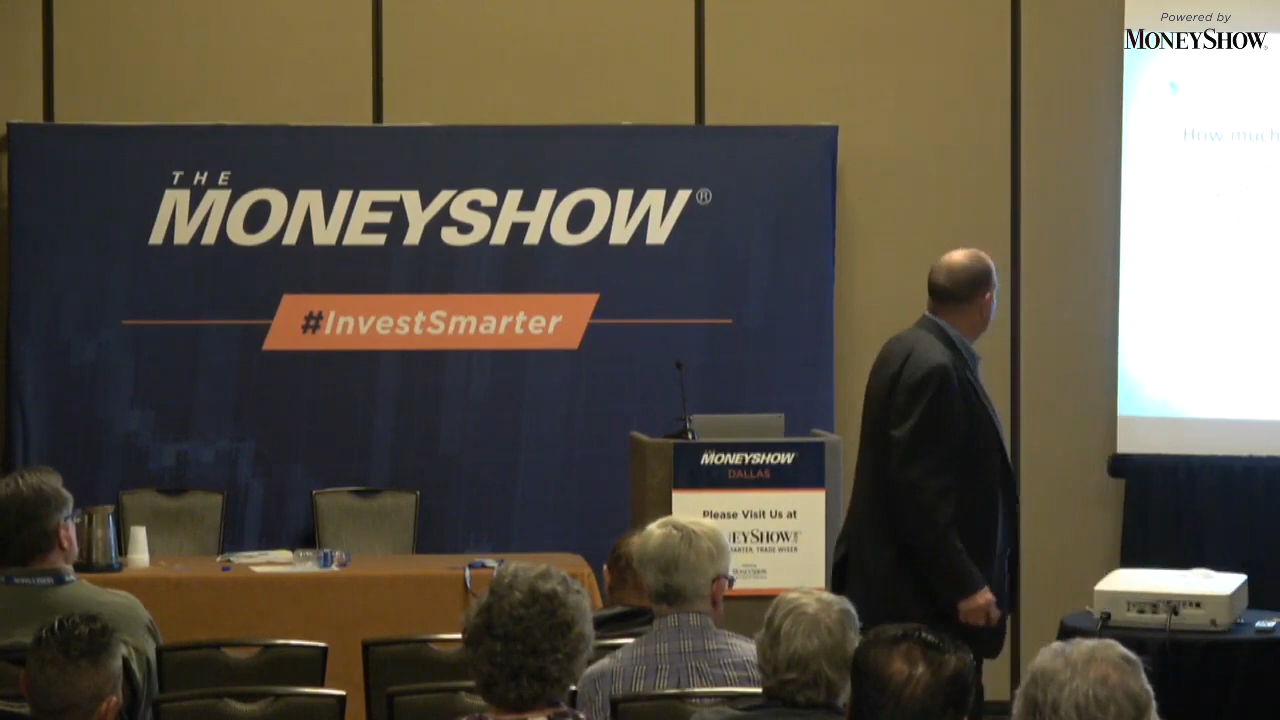 Powered by
MONEYSHOW
How much
THE
MONEYSHOW®
#InvestSmarter
MONEYSHOW
DALLAS
Please Visit Us at